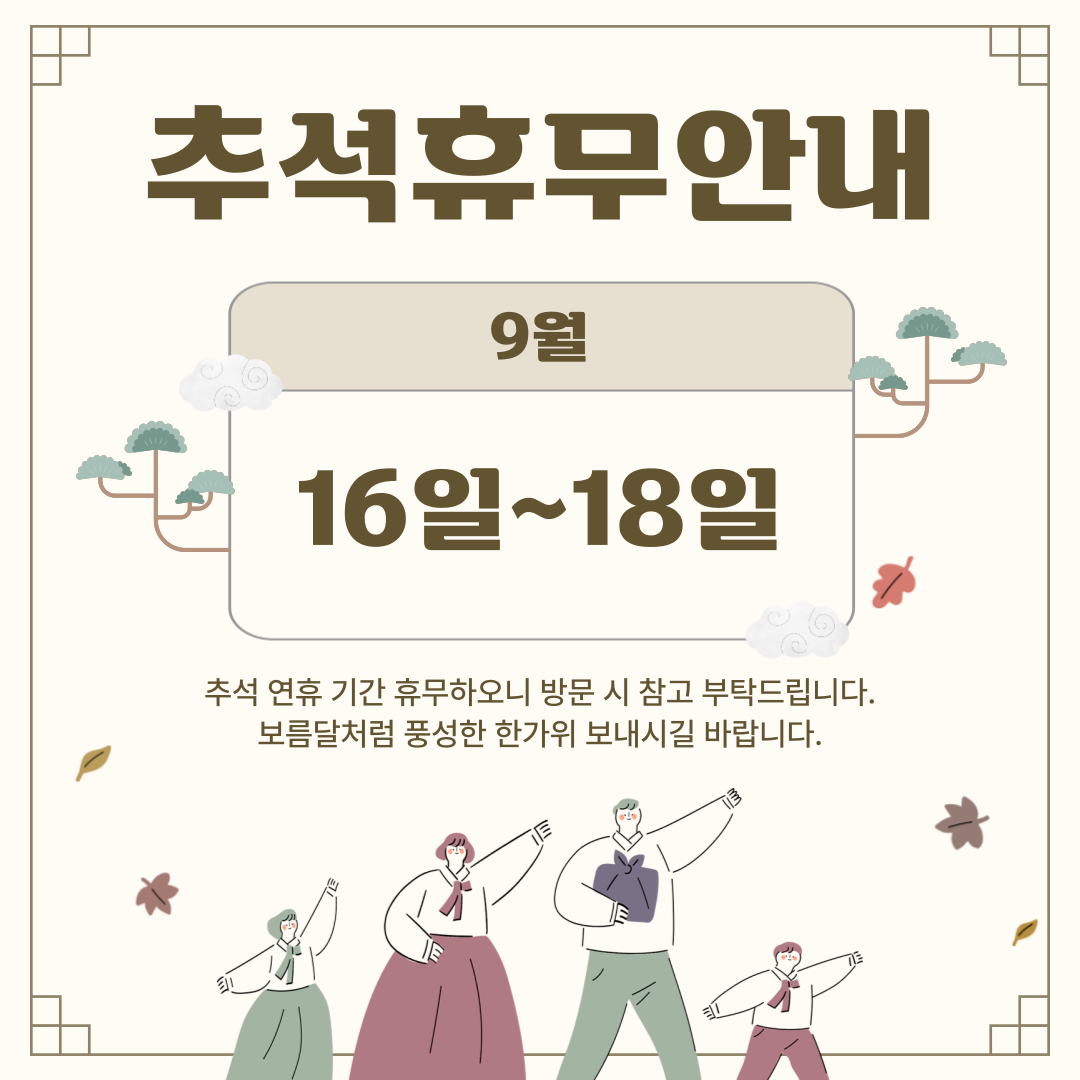 추석휴무안내
9월
16일~18일
추석 연휴 기간 휴무하오니 방문 시 참고 부탁드립니다.
보름달처럼 풍성한 한가위 보내시길 바랍니다.